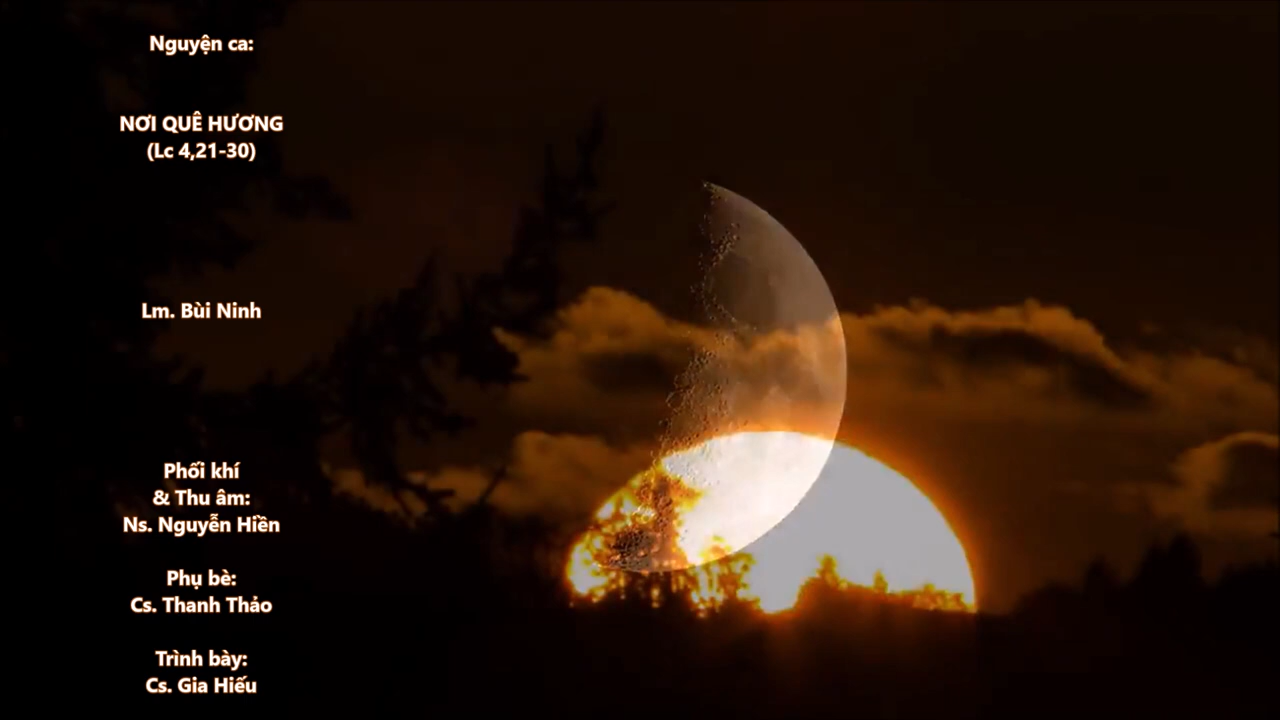 Nguyện ca:
NƠI QUÊ HƯƠNG
(Lc 4,21-30)
Lm. Bùi Ninh
Phối khí
& Thu âm:
Ns. Nguyễn Hiền
Phụ bè:
Cs. Thanh Thảo
Trình bày:
Cs. Gia Hiếu